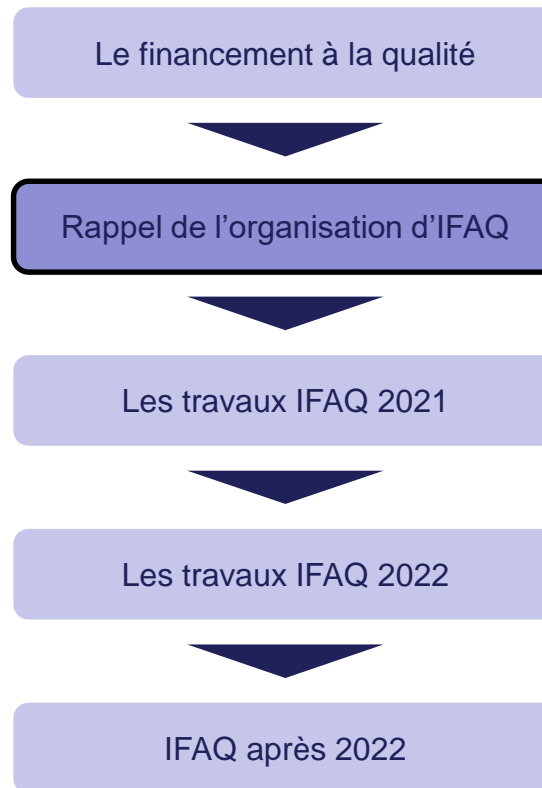 Le financement à la qualité
Rappel de l’organisation d’IFAQ
Les travaux IFAQ 2021
Les travaux IFAQ 2022
IFAQ après 2022